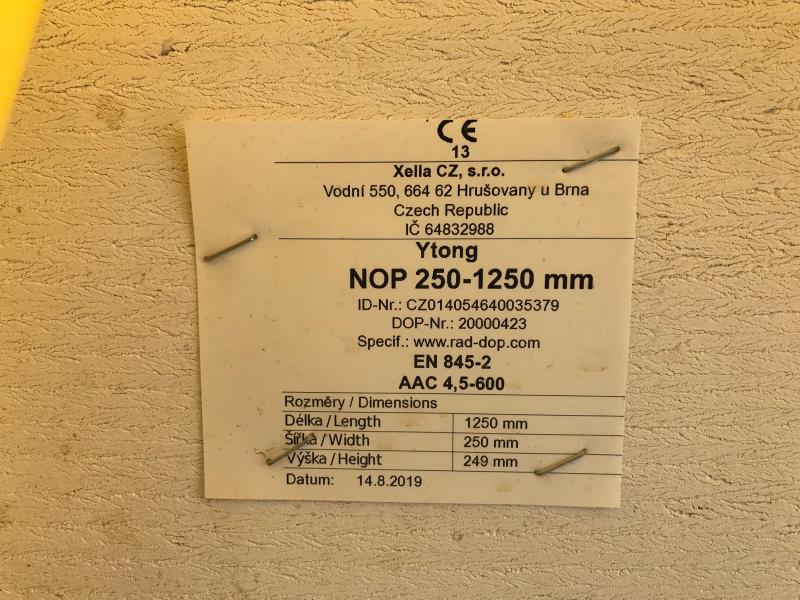 CE
13
Xella CZ, s.r.o.
Vodní 550, 664 62 Hrušovany u Brna
Czech Republic
IČ 64832988
Ytong
NOP 250-1250 mm
ID-Nr.: CZ014054640035379
DOP-Nr.: 20000423
Specif.: www.rad-dop.com
EN 845-2
AAC 4,5-600
Rozměry / Dimensions
Délka / Length 1250 mm
Šířka / Width 250 mm
Výška / Height 249 mm
Datum: 14.8.2019